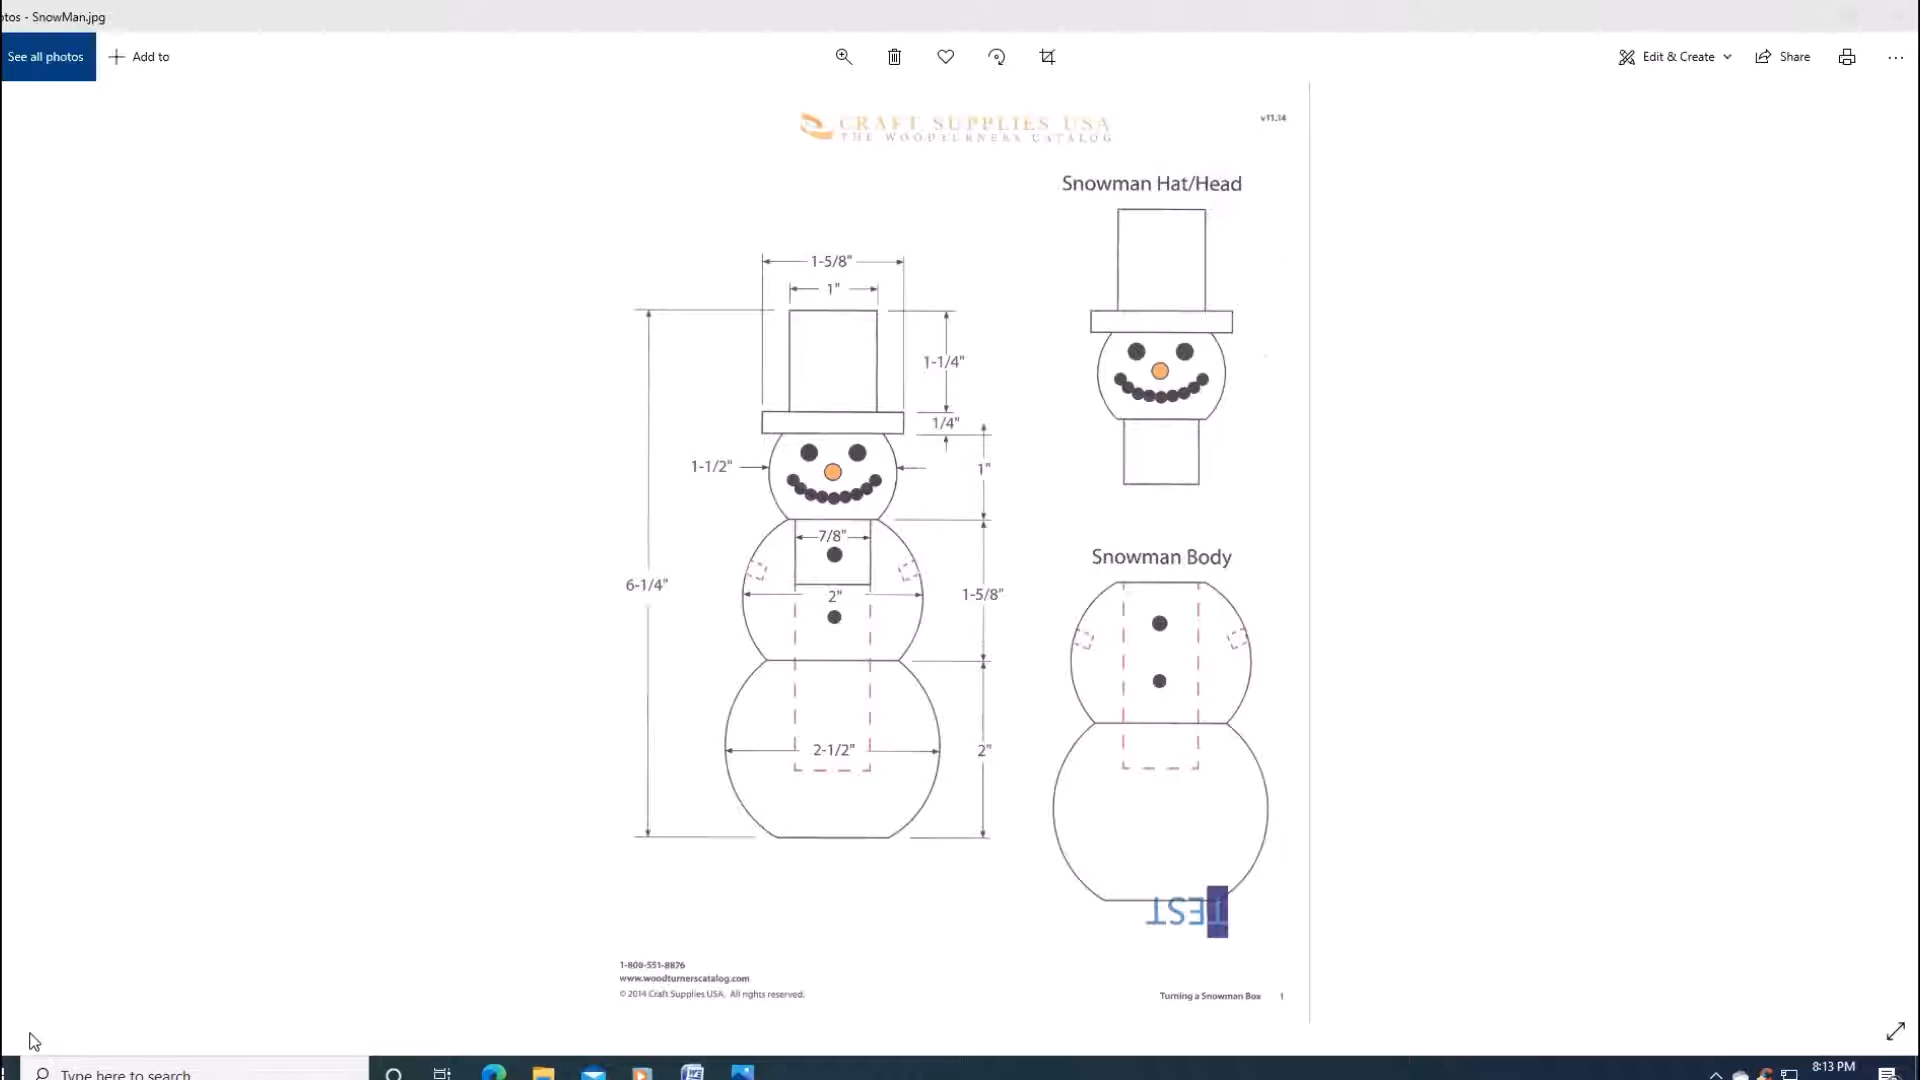 otos - SnowMan.jpg
See all photos
Add to
Edit & Create
Share
CRAFT SUPPLIES USA
THE WOODTURNERS CATALOG
v11.14
Snowman Hat/Head
1-5/8"
1"
1-1/4"
1/4"
1-1/2"
1"
7/8"
6-1/4"
2"
1-5/8"
2-1/2"
2"
Snowman Body
TEST
1-800-551-8876
www.woodturnerscatalog.com
© 2014 Craft Supplies USA. All rights reserved.
Turning a Snowman Box 1
Type here to search
8:13 PM